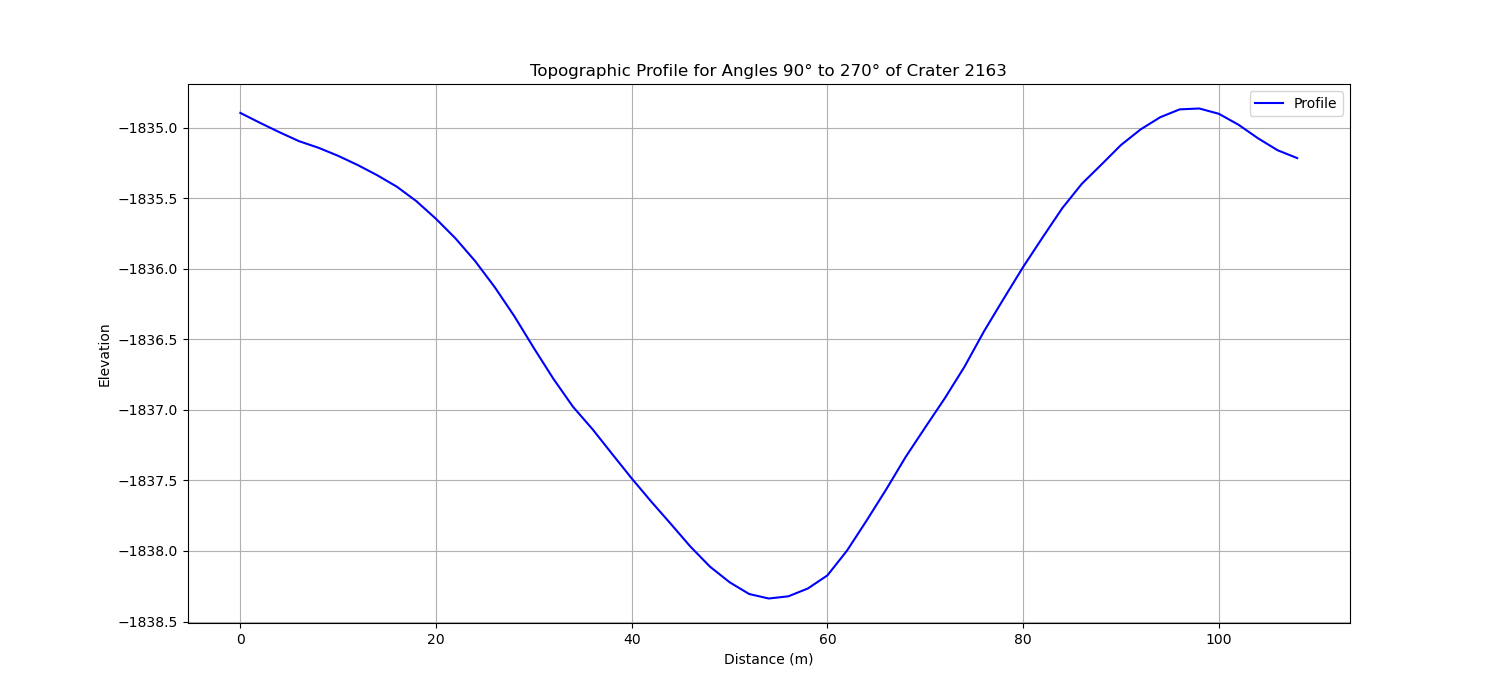 Topographic Profile for Angles 90° to 270° of Crater 2163
Profile
−1835.0
−1835.5
−1836.0
−1836.5
−1837.0
−1837.5
−1838.0
−1838.5
Elevation
0 20 40 60 80 100
Distance (m)